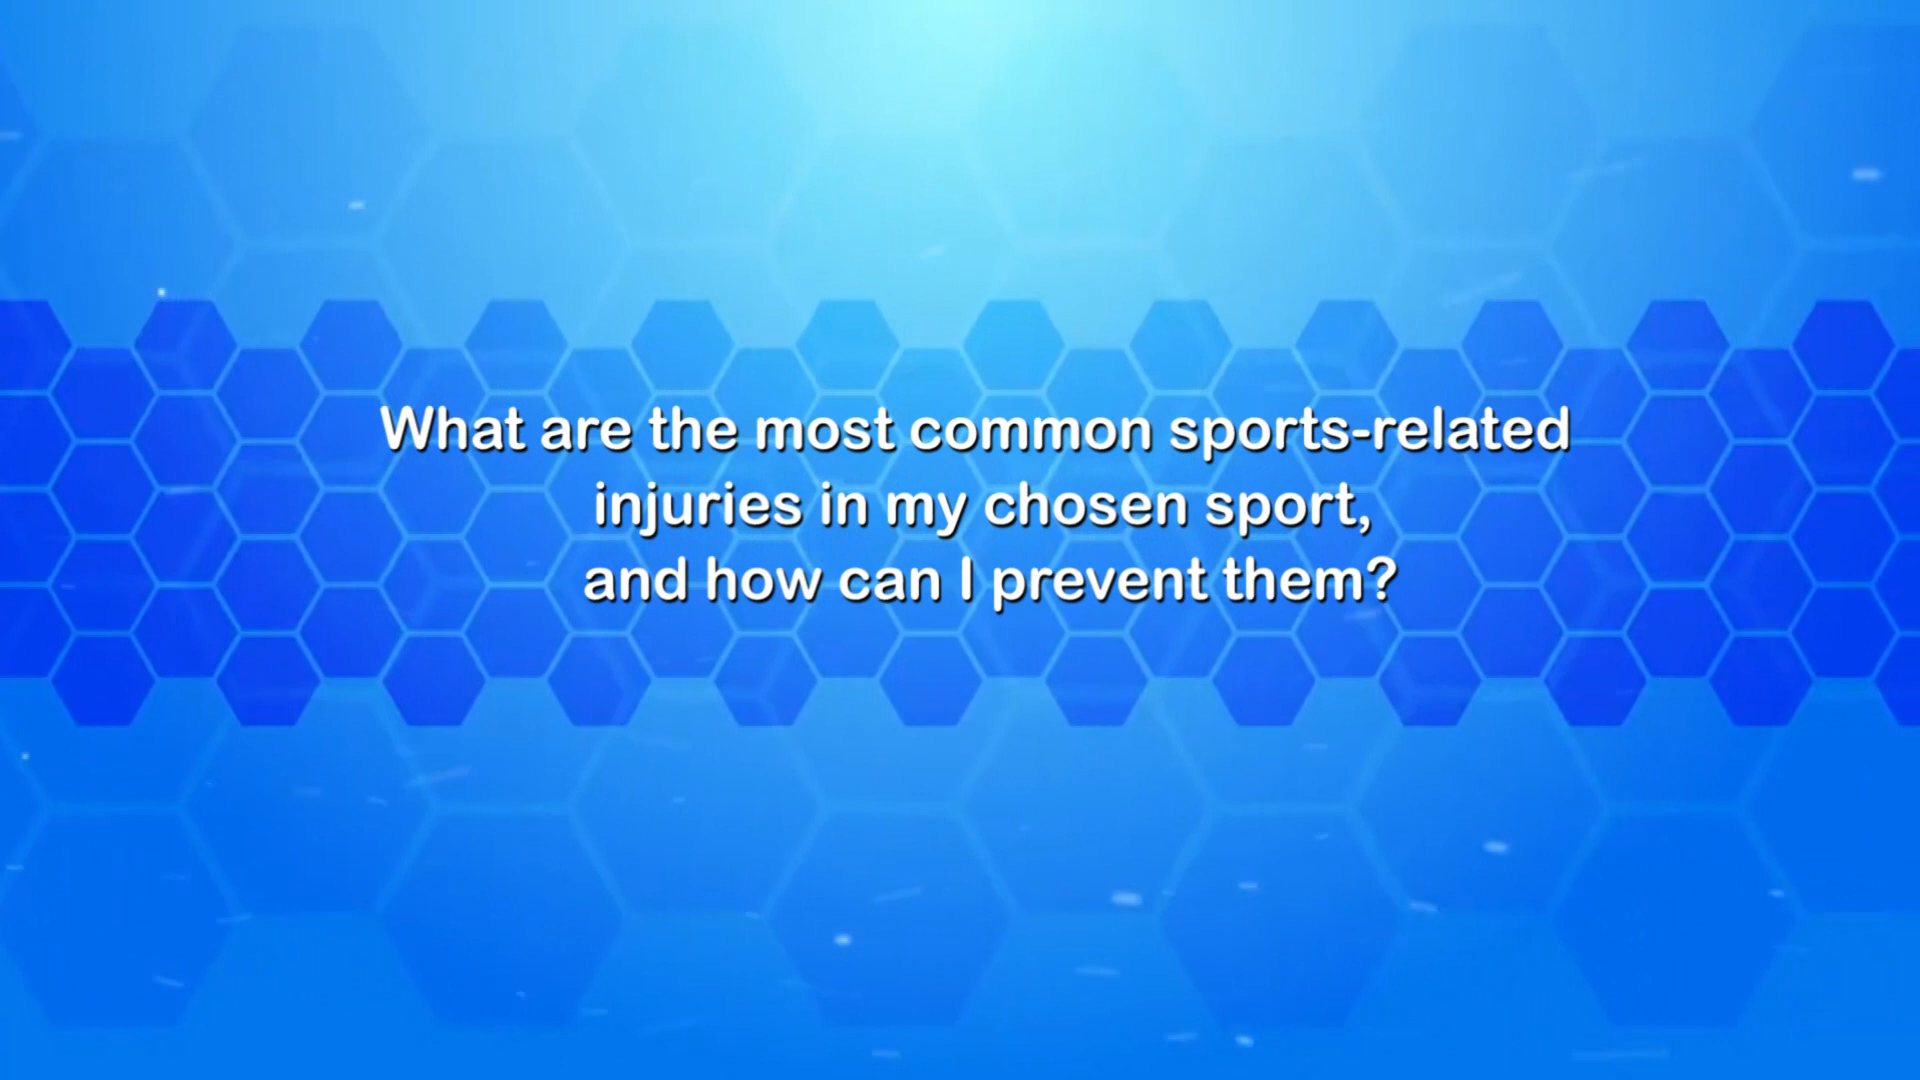 What are the most common sports-related
injuries in my chosen sport,
and how can I prevent them?